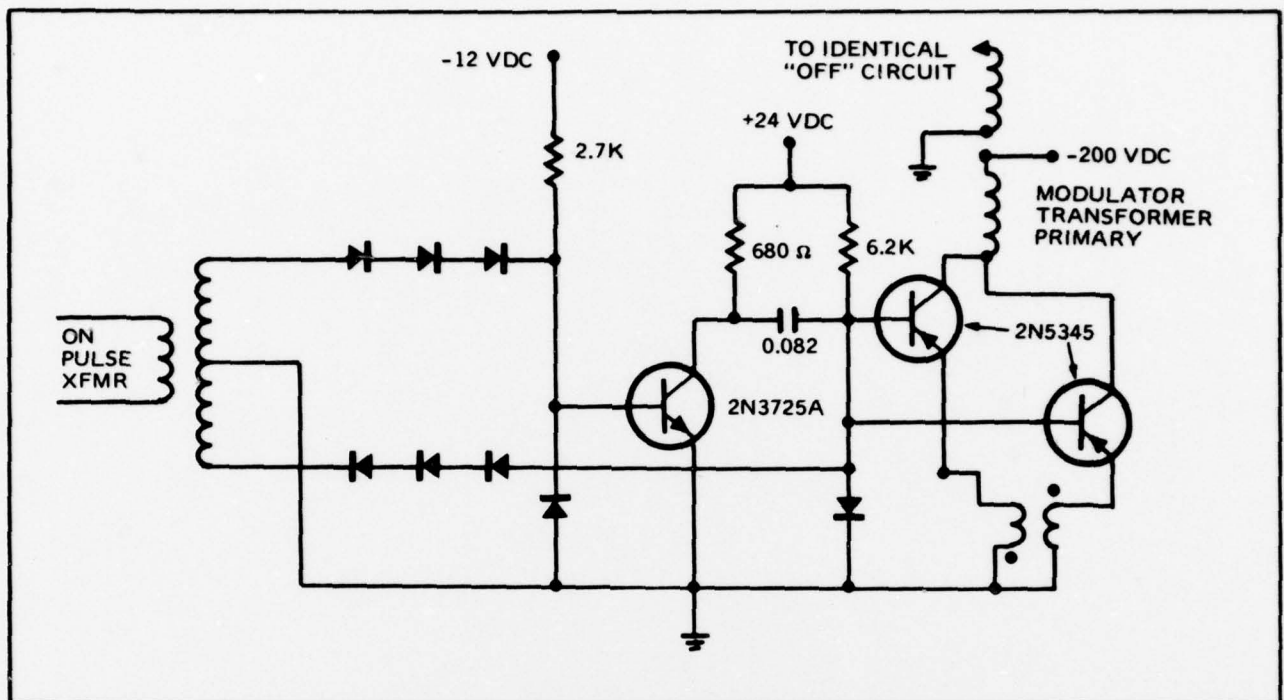 -12 VDC
2.7K
TO IDENTICAL
"OFF" CIRCUIT
+24 VDC
-200 VDC
MODULATOR
TRANSFORMER
PRIMARY
680 Ω
6.2K
ON
PULSE
XFMR
0.082
2N5345
2N3725A